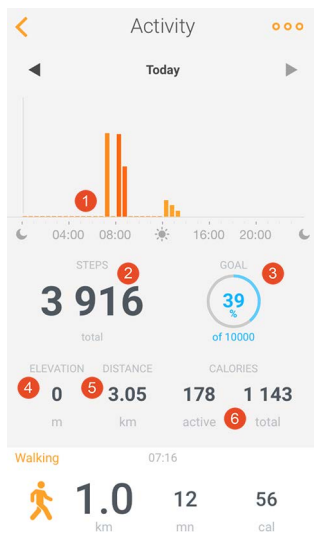 Activity
Today
1
04:00 08:00 16:00 20:00
STEPS 2 GOAL 3
3 916 39 %
total of 10000
ELEVATION DISTANCE CALORIES
4 0 5 3.05 178 1 143
m km active 6 total
Walking 07:16
1.0 12 56
km mn cal